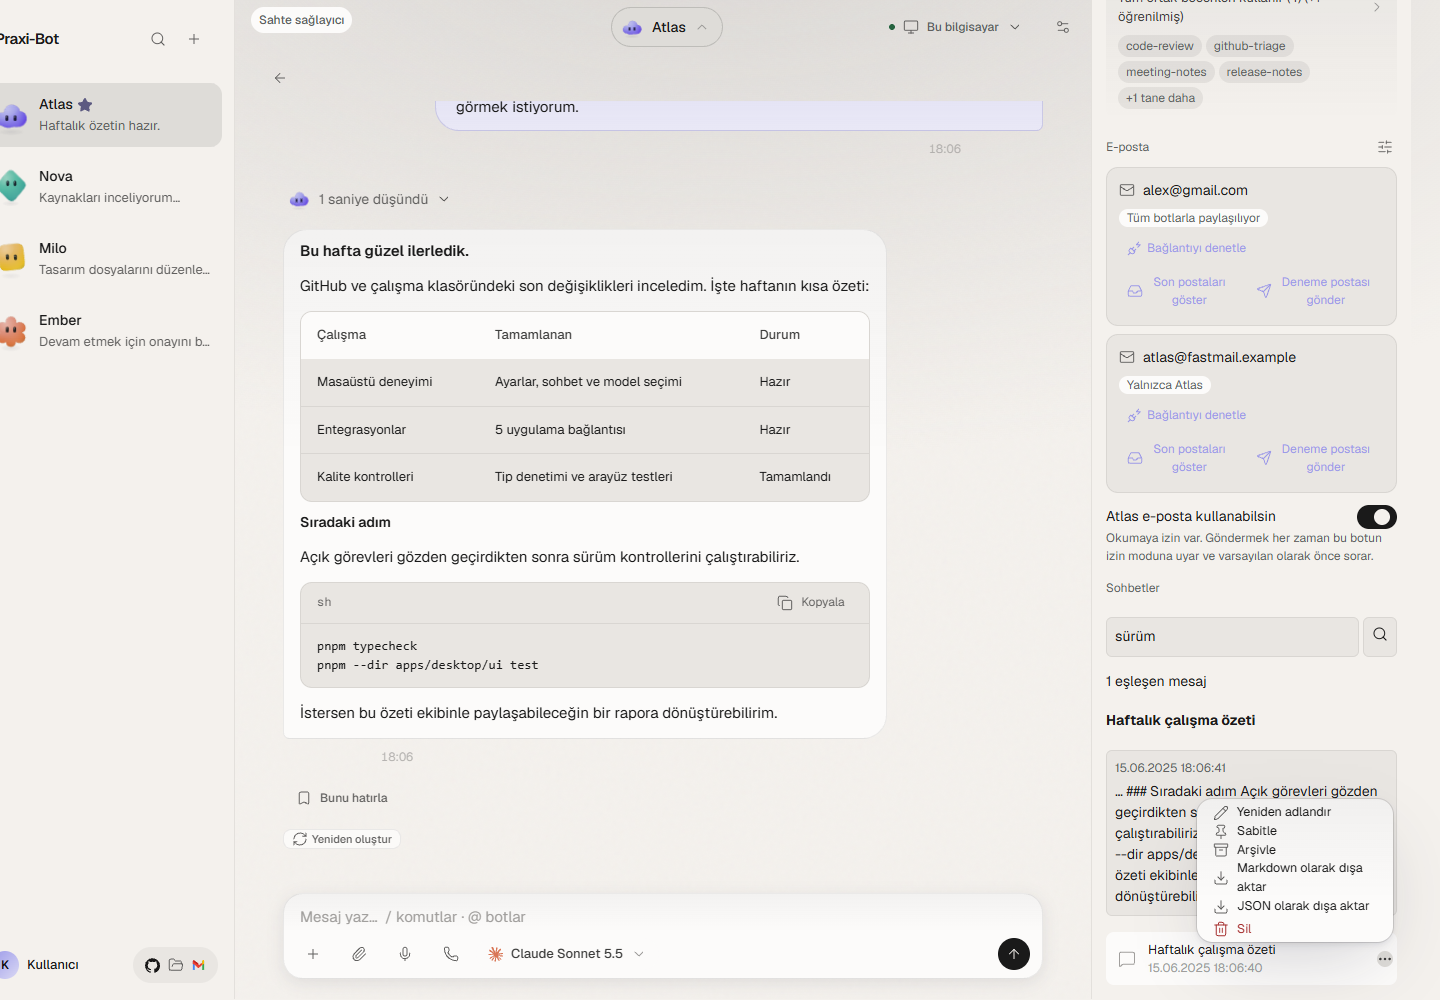 Praxi-Bot
Atlas
Haftalık özetin hazır.
Nova
Kaynakları inceliyorum...
Milo
Tasarım dosyalarını düzenle...
Ember
Devam etmek için onayını b...
K
Kullanıcı
Sahte sağlayıcı
Atlas
Bu bilgisayar
görmek istiyorum.
18:06
1 saniye düşündü
Bu hafta güzel ilerledik.
GitHub ve çalışma klasöründeki son değişiklikleri inceledim. İşte haftanın kısa özeti:
Çalışma Tamamlanan Durum
Masaüstü deneyimi Ayarlar, sohbet ve model seçimi Hazır
Entegrasyonlar 5 uygulama bağlantısı Hazır
Kalite kontrolleri Tip denetimi ve arayüz testleri Tamamlandı
Sıradaki adım
Açık görevleri gözden geçirdikten sonra sürüm kontrollerini çalıştırabiliriz.
sh Kopyala
pnpm typecheck
pnpm --dir apps/desktop/ui test
İstersen bu özeti ekibinle paylaşabileceğin bir rapora dönüştürebilirim.
18:06
Bunu hatırla
Yeniden oluştur
Mesaj yaz... / komutlar · @ botlar
Claude Sonnet 5.5
öğrenilmiş)
code-review github-triage
meeting-notes release-notes
+1 tane daha
E-posta
alex@gmail.com
Tüm botlarla paylaşılıyor
Bağlantıyı denetle
Son postaları göster
Deneme postası gönder
atlas@fastmail.example
Yalnızca Atlas
Bağlantıyı denetle
Son postaları göster
Deneme postası gönder
Atlas e-posta kullanabilsin
Okumaya izin var. Göndermek her zaman bu botun
izin moduna uyar ve varsayılan olarak önce sorar.
Sohbetler
sürüm
1 eşleşen mesaj
Haftalık çalışma özeti
15.06.2025 18:06:41
... ### Sıradaki adım Açık görevleri gözden
geçirdikten
çalıştırabiliriz
--dir
özeti ekibinle
Yeniden adlandır
Sabitle
Arşivle
Markdown olarak dışa
aktar
JSON olarak dışa aktar
Sil
Haftalık çalışma özeti
15.06.2025 18:06:40